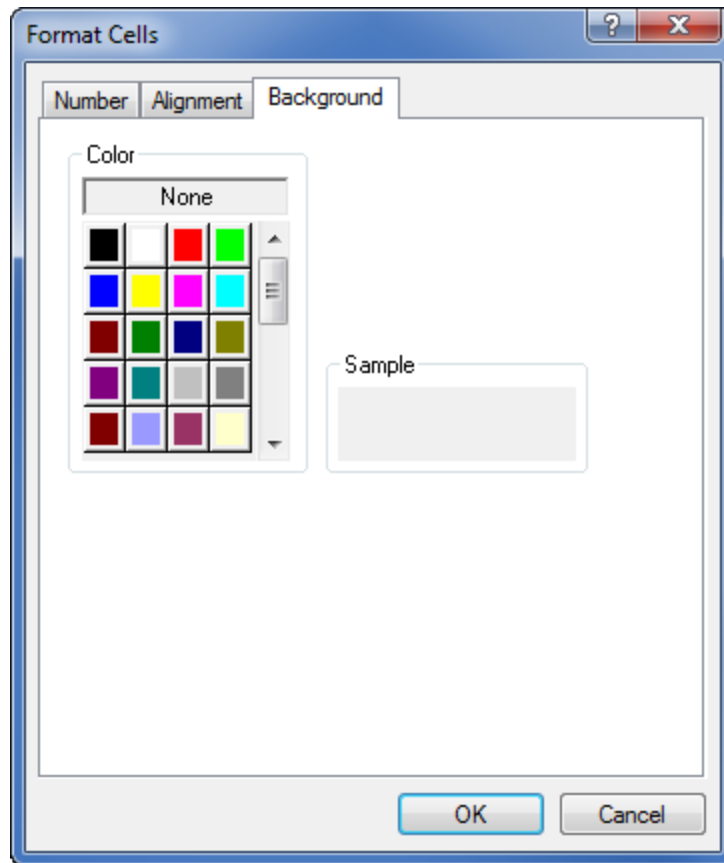 Format Cells
?
Number Alignment Background
Color
None
Sample
OK Cancel